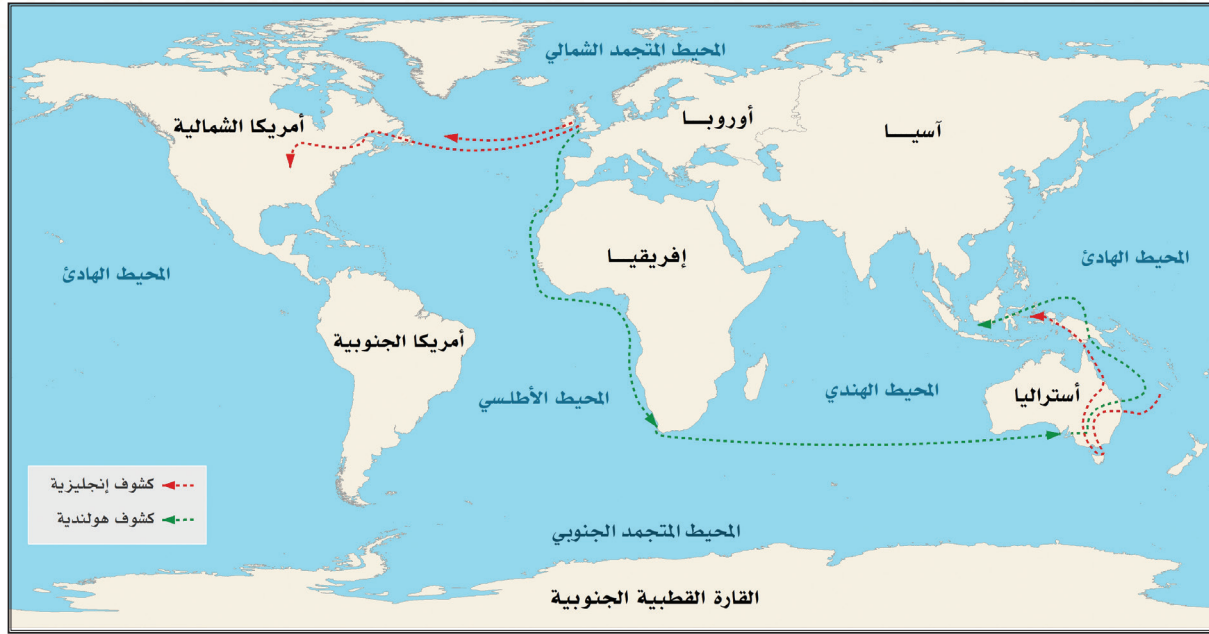 المحيط المتجمد الشمالي
أوروبـــا
آسيـــا
أمريكا الشمالية
إفريقيـــا
المحيط الهادئ
المحيط الهادئ
أمريكا الجنوبية
المحيط الأطلسي
المحيط الهندي
أستراليا
كشوف إنجليزية
كشوف هولندية
المحيط المتجمد الجنوبي
القارة القطبية الجنوبية